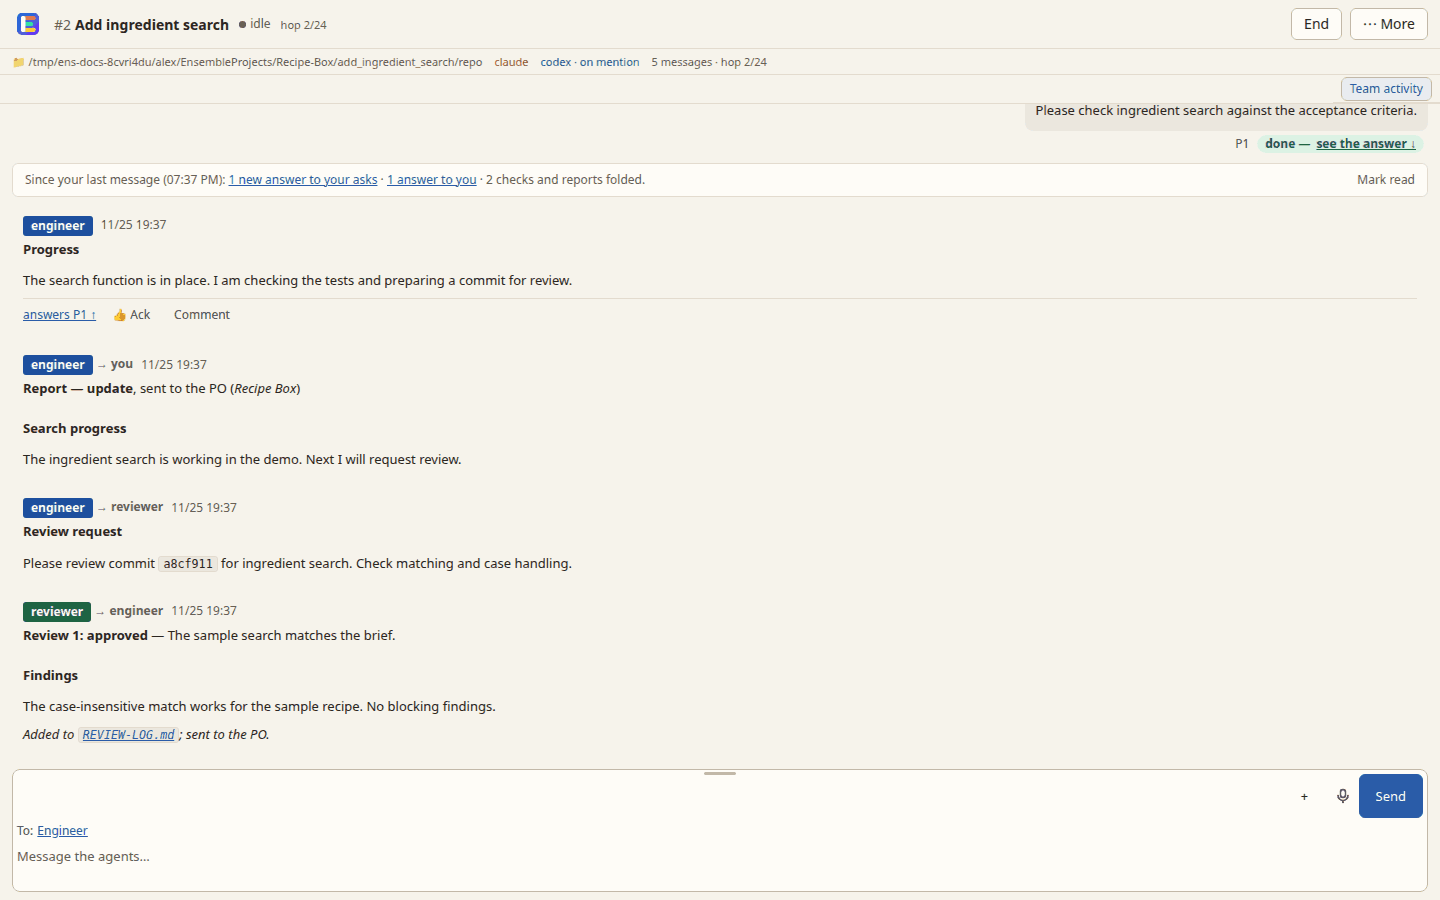 #2 Add ingredient search idle hop 2/24 End ··· More
/tmp/ens-docs-8cvri4du/alex/EnsembleProjects/Recipe-Box/add_ingredient_search/repo claude codex · on mention 5 messages · hop 2/24
Team activity
Please check ingredient search against the acceptance criteria.
P1 done — see the answer ↓
Since your last message (07:37 PM): 1 new answer to your asks · 1 answer to you · 2 checks and reports folded. Mark read
engineer 11/25 19:37
Progress
The search function is in place. I am checking the tests and preparing a commit for review.
answers P1 ↑ 👍 Ack Comment
engineer → you 11/25 19:37
Report — update, sent to the PO (Recipe Box)
Search progress
The ingredient search is working in the demo. Next I will request review.
engineer → reviewer 11/25 19:37
Review request
Please review commit a8cf911 for ingredient search. Check matching and case handling.
reviewer → engineer 11/25 19:37
Review 1: approved — The sample search matches the brief.
Findings
The case-insensitive match works for the sample recipe. No blocking findings.
Added to REVIEW-LOG.md; sent to the PO.
+ Send
To: Engineer
Message the agents...